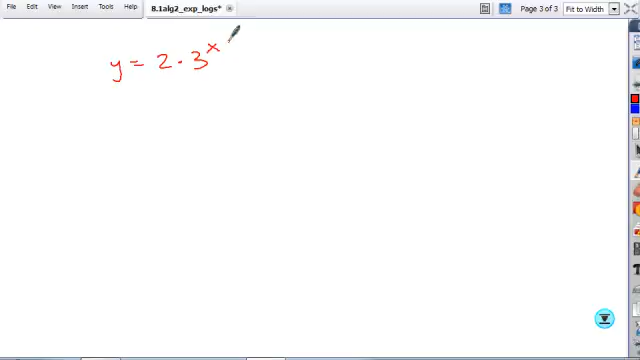 File Edit View Insert Tools Help 8.1alg2_exp_logs* Page 3 of 3 Fit to Width
y = 2 · 3^x